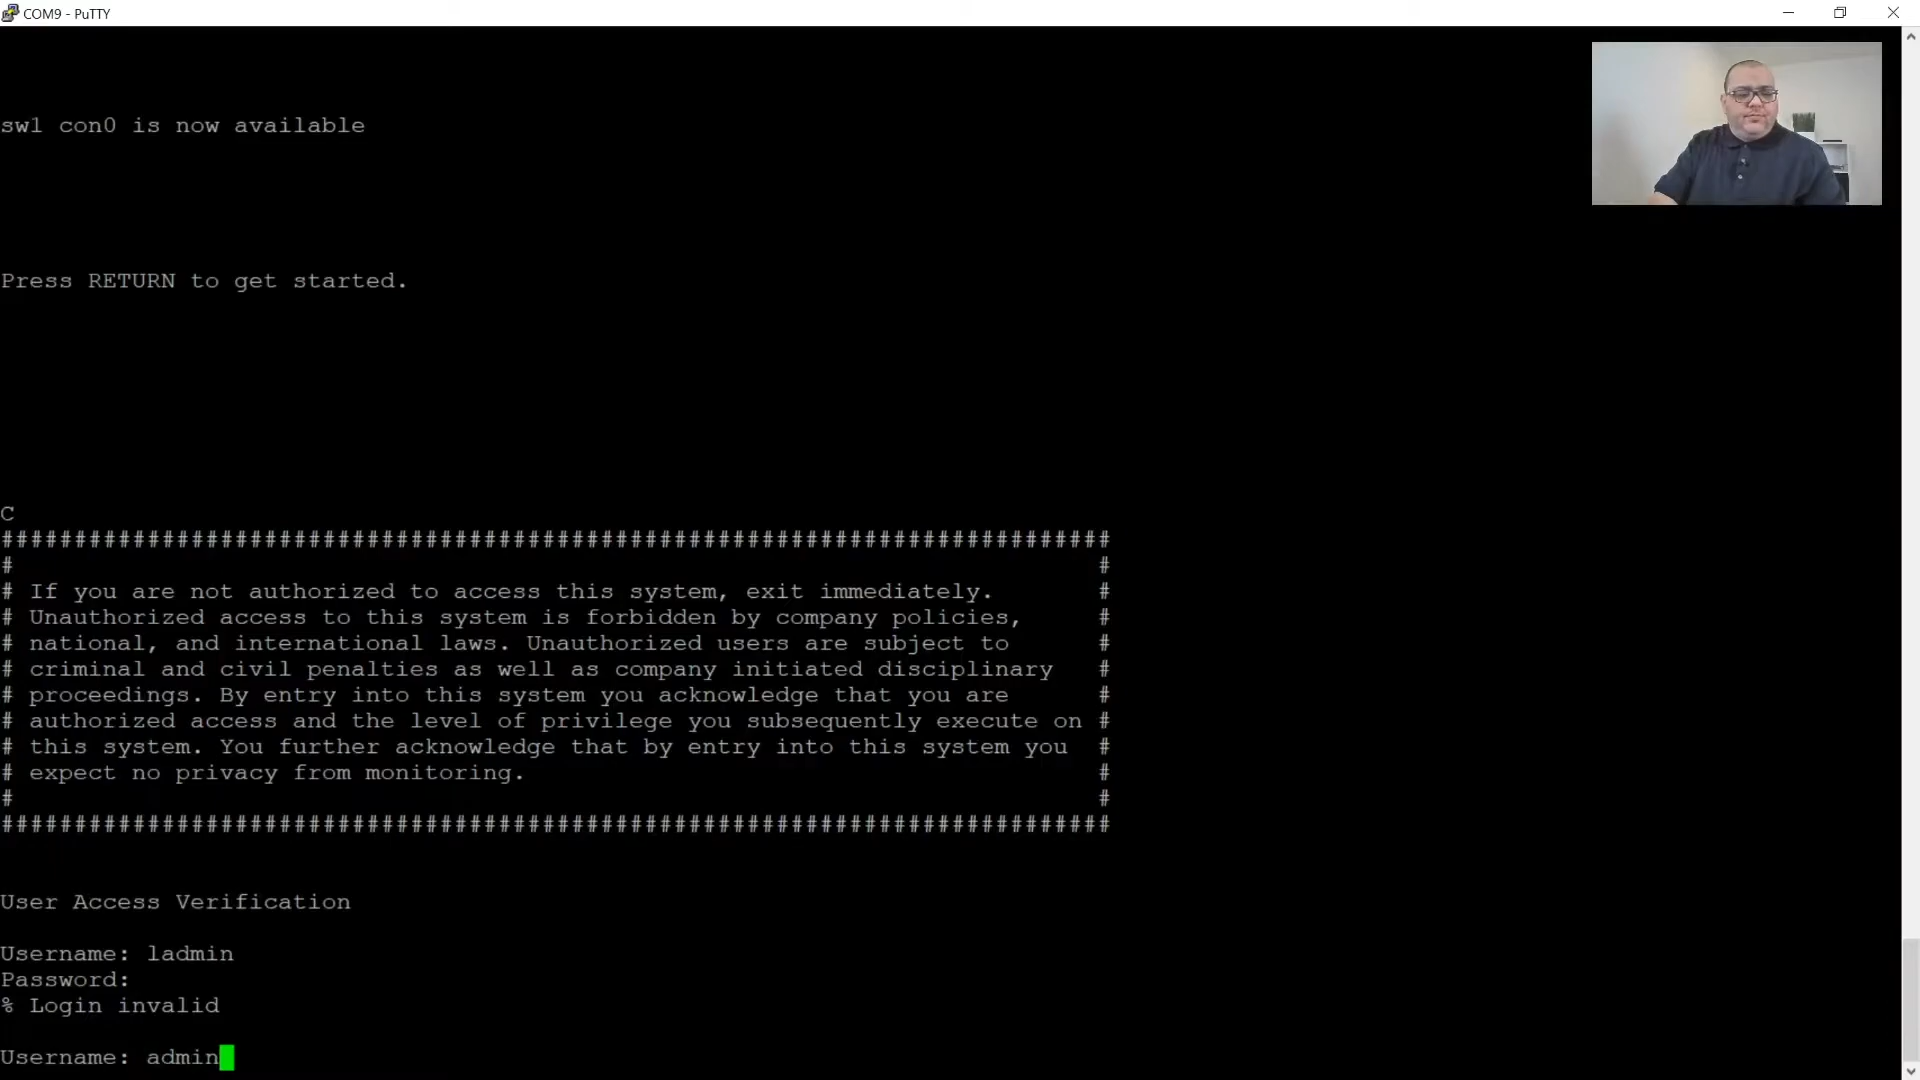 COM9 - PuTTY
sw1 con0 is now available
Press RETURN to get started.
C
############################################################################
#                                                                          #
# If you are not authorized to access this system, exit immediately.       #
# Unauthorized access to this system is forbidden by company policies,     #
# national, and international laws. Unauthorized users are subject to      #
# criminal and civil penalties as well as company initiated disciplinary   #
# proceedings. By entry into this system you acknowledge that you are      #
# authorized access and the level of privilege you subsequently execute on #
# this system. You further acknowledge that by entry into this system you  #
# expect no privacy from monitoring.                                       #
#                                                                          #
############################################################################
User Access Verification
Username: ladmin
Password:
% Login invalid
Username: admin